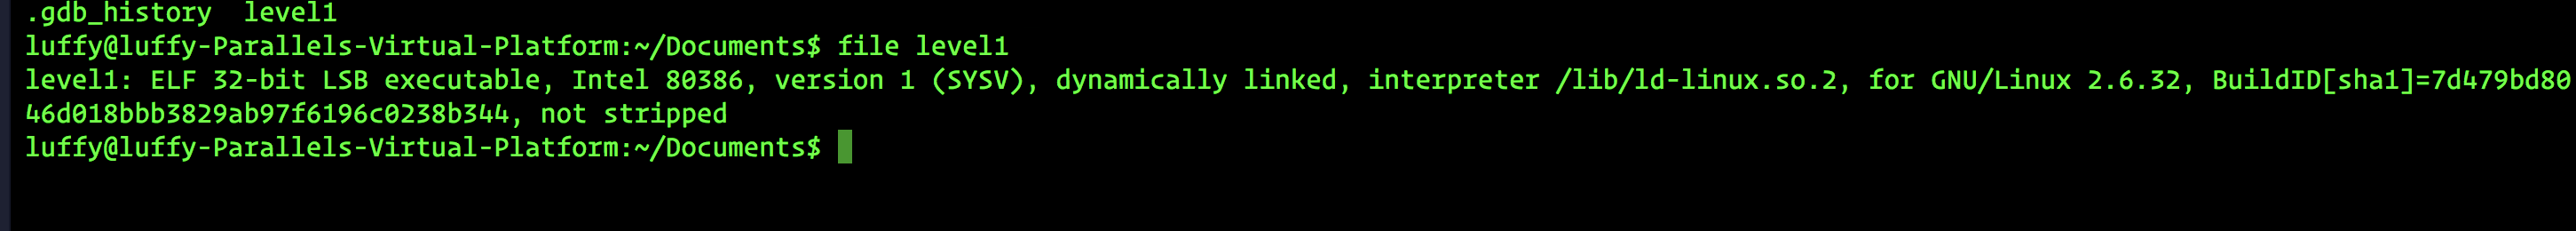 .gdb_history  level1
luffy@luffy-Parallels-Virtual-Platform:~/Documents$ file level1
level1: ELF 32-bit LSB executable, Intel 80386, version 1 (SYSV), dynamically linked, interpreter /lib/ld-linux.so.2, for GNU/Linux 2.6.32, BuildID[sha1]=7d479bd80
46d018bbb3829ab97f6196c0238b344, not stripped
luffy@luffy-Parallels-Virtual-Platform:~/Documents$